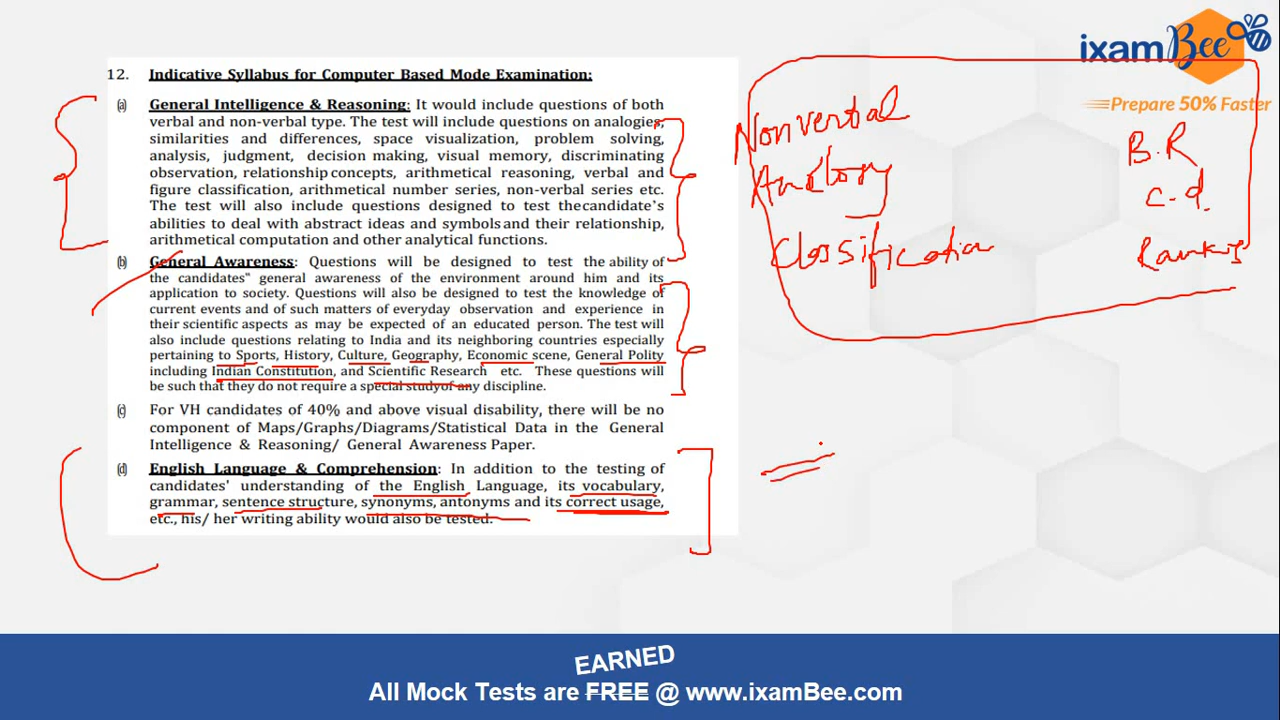 ixamBee
Prepare 50% Faster
12. Indicative Syllabus for Computer Based Mode Examination:
(a) General Intelligence & Reasoning: It would include questions of both
verbal and non-verbal type. The test will include questions on analogies,
similarities and differences, space visualization, problem solving,
analysis, judgment, decision making, visual memory, discriminating
observation, relationship concepts, arithmetical reasoning, verbal and
figure classification, arithmetical number series, non-verbal series etc.
The test will also include questions designed to test thecandidate's
abilities to deal with abstract ideas and symbols and their relationship,
arithmetical computation and other analytical functions.
(b) General Awareness: Questions will be designed to test the ability of
the candidates" general awareness of the environment around him and its
application to society. Questions will also be designed to test the knowledge of
current events and of such matters of everyday observation and experience in
their scientific aspects as may be expected of an educated person. The test will
also include questions relating to India and its neighboring countries especially
pertaining to Sports, History, Culture, Geography, Economic scene, General Polity
including Indian Constitution, and Scientific Research etc. These questions will
be such that they do not require a special studyof any discipline.
(c) For VH candidates of 40% and above visual disability, there will be no
component of Maps/Graphs/Diagrams/Statistical Data in the General
Intelligence & Reasoning/ General Awareness Paper.
(d) English Language & Comprehension: In addition to the testing of
candidates' understanding of the English Language, its vocabulary,
grammar, sentence structure, synonyms, antonyms and its correct usage,
etc., his/ her writing ability would also be tested.
Nonverbal
Analogy
Classification
B.R
C.d.
EARNED
All Mock Tests are FREE @ www.ixamBee.com